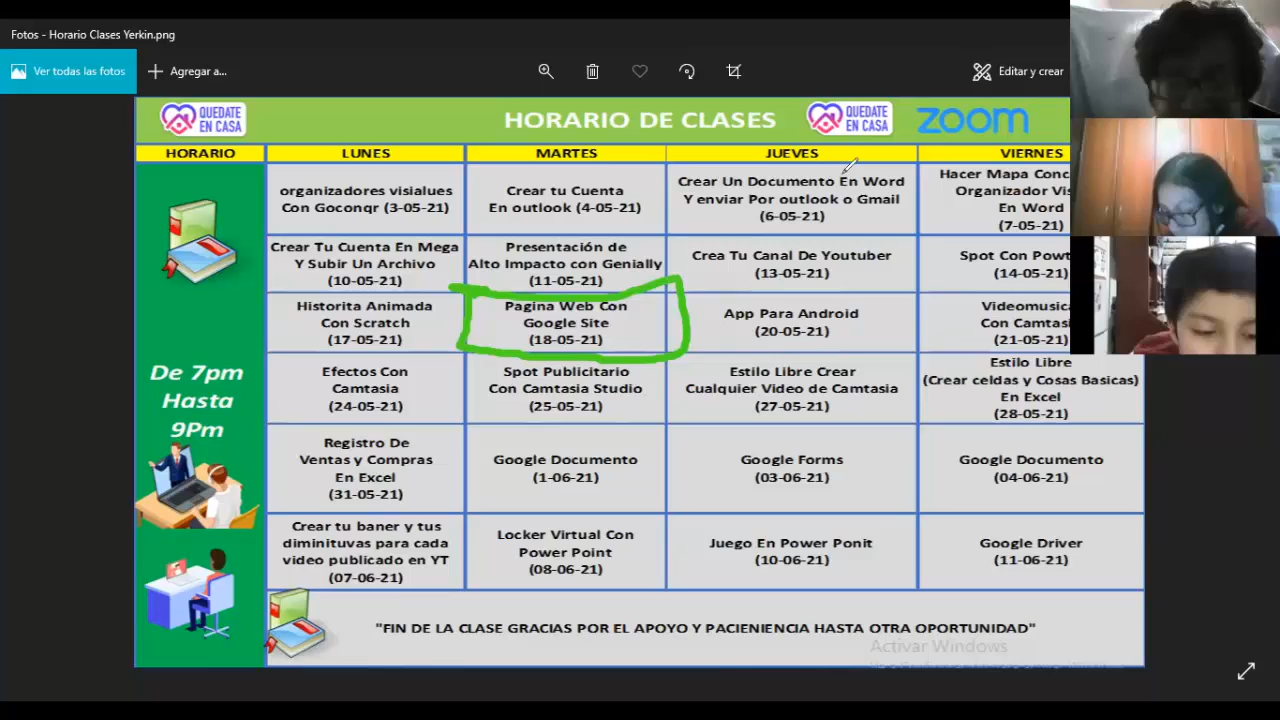 Fotos - Horario Clases Yerkin.png
Ver todas las fotos
Agregar a...
Editar y crear
QUEDATE
EN CASA
HORARIO DE CLASES
QUEDATE
EN CASA
zoom
HORARIO
LUNES
MARTES
JUEVES
VIERNES
organizadores visialues
Con Goconqr (3-05-21)
Crear tu Cuenta
En outlook (4-05-21)
Crear Un Documento En Word
Y enviar Por outlook o Gmail
(6-05-21)
Hacer Mapa Conc
Organizador Vis
En Word
(7-05-21)
Crear Tu Cuenta En Mega
Y Subir Un Archivo
(10-05-21)
Presentación de
Alto Impacto con Genially
(11-05-21)
Crea Tu Canal De Youtuber
(13-05-21)
Spot Con Powt
(14-05-21)
Historita Animada
Con Scratch
(17-05-21)
Pagina Web Con
Google Site
(18-05-21)
App Para Android
(20-05-21)
Videomusica
Con Camtasi
(21-05-21)
De 7pm
Hasta
9Pm
Efectos Con
Camtasia
(24-05-21)
Spot Publicitario
Con Camtasia Studio
(25-05-21)
Estilo Libre Crear
Cualquier Video de Camtasia
(27-05-21)
Estilo Libre
(Crear celdas y Cosas Basicas)
En Excel
(28-05-21)
Registro De
Ventas y Compras
En Excel
(31-05-21)
Google Documento
(1-06-21)
Google Forms
(03-06-21)
Google Documento
(04-06-21)
Crear tu baner y tus
diminituvas para cada
video publicado en YT
(07-06-21)
Locker Virtual Con
Power Point
(08-06-21)
Juego En Power Ponit
(10-06-21)
Google Driver
(11-06-21)
"FIN DE LA CLASE GRACIAS POR EL APOYO Y PACIENIENCIA HASTA OTRA OPORTUNIDAD"
Activar Windows